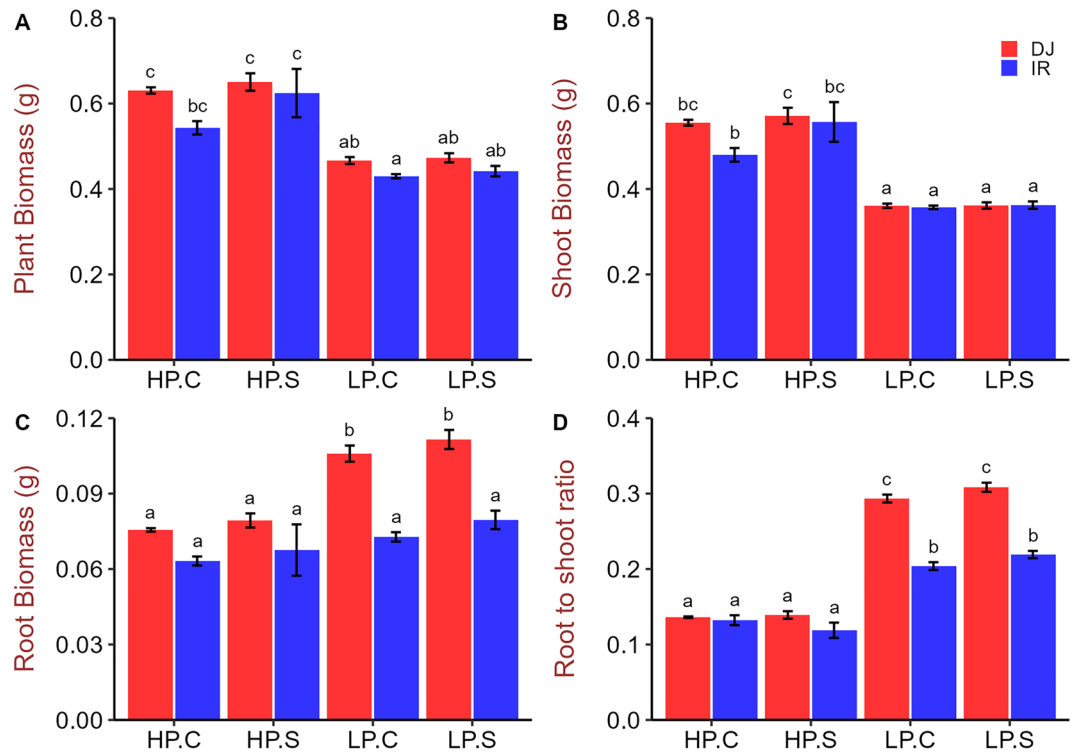 A
Plant Biomass (g)
0.8
0.6
0.4
0.2
0.0
c
bc
c
c
ab
a
ab
ab
HP.C HP.S LP.C LP.S
B
Shoot Biomass (g)
0.8
0.6
0.4
0.2
0.0
DJ
IR
bc
b
c
bc
a
a
a
a
HP.C HP.S LP.C LP.S
C
Root Biomass (g)
0.12
0.09
0.06
0.03
0.00
a
a
a
a
b
a
b
a
HP.C HP.S LP.C LP.S
D
Root to shoot ratio
0.4
0.3
0.2
0.1
0.0
a
a
a
a
c
b
c
b
HP.C HP.S LP.C LP.S